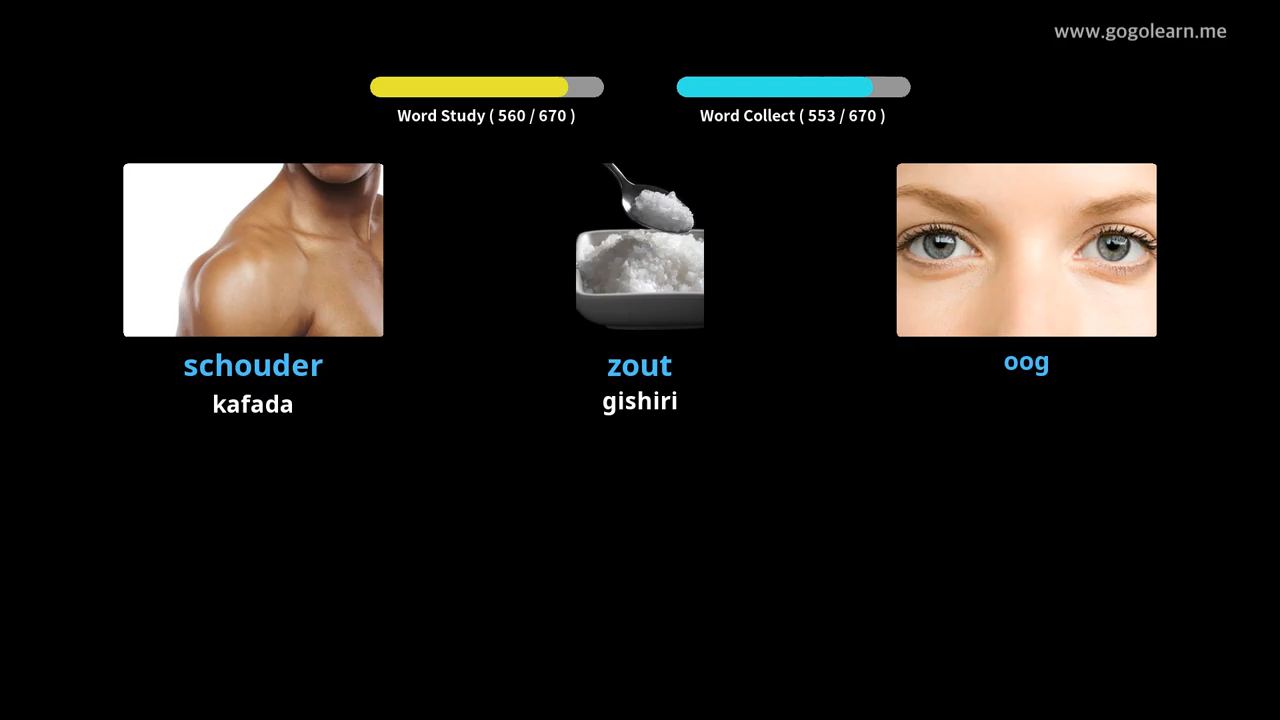 www.gogolearn.me
Word Study ( 560 / 670 )
Word Collect ( 553 / 670 )
schouder
kafada
zout
gishiri
oog